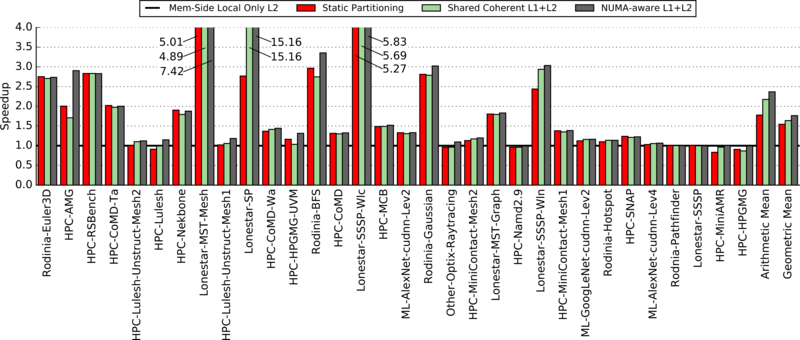 Mem-Side Local Only L2 Static Partitioning Shared Coherent L1+L2 NUMA-aware L1+L2
Speedup
4.0
3.5
3.0
2.5
2.0
1.5
1.0
0.5
0.0
5.01
4.89
7.42
15.16
15.16
5.83
5.69
5.27
Rodinia-Euler3D
HPC-AMG
HPC-RSBench
HPC-CoMD-Ta
HPC-Lulesh-Unstruct-Mesh2
HPC-Lulesh
HPC-Nekbone
Lonestar-MST-Mesh
HPC-Lulesh-Unstruct-Mesh1
Lonestar-SP
HPC-CoMD-Wa
HPC-HPGMG-UVM
Rodinia-BFS
HPC-CoMD
Lonestar-SSSP-Wlc
HPC-MCB
ML-AlexNet-cudnn-Lev2
Rodinia-Gaussian
Other-Optix-Raytracing
HPC-MiniContact-Mesh2
Lonestar-MST-Graph
HPC-Namd2.9
Lonestar-SSSP-Wln
HPC-MiniContact-Mesh1
ML-GoogLeNet-cudnn-Lev2
Rodinia-Hotspot
HPC-SNAP
ML-AlexNet-cudnn-Lev4
Rodnia-Pathfinder
Lonestar-SSSP
HPC-MiniAMR
HPC-HPGMG
Arithmetic Mean
Geometric Mean